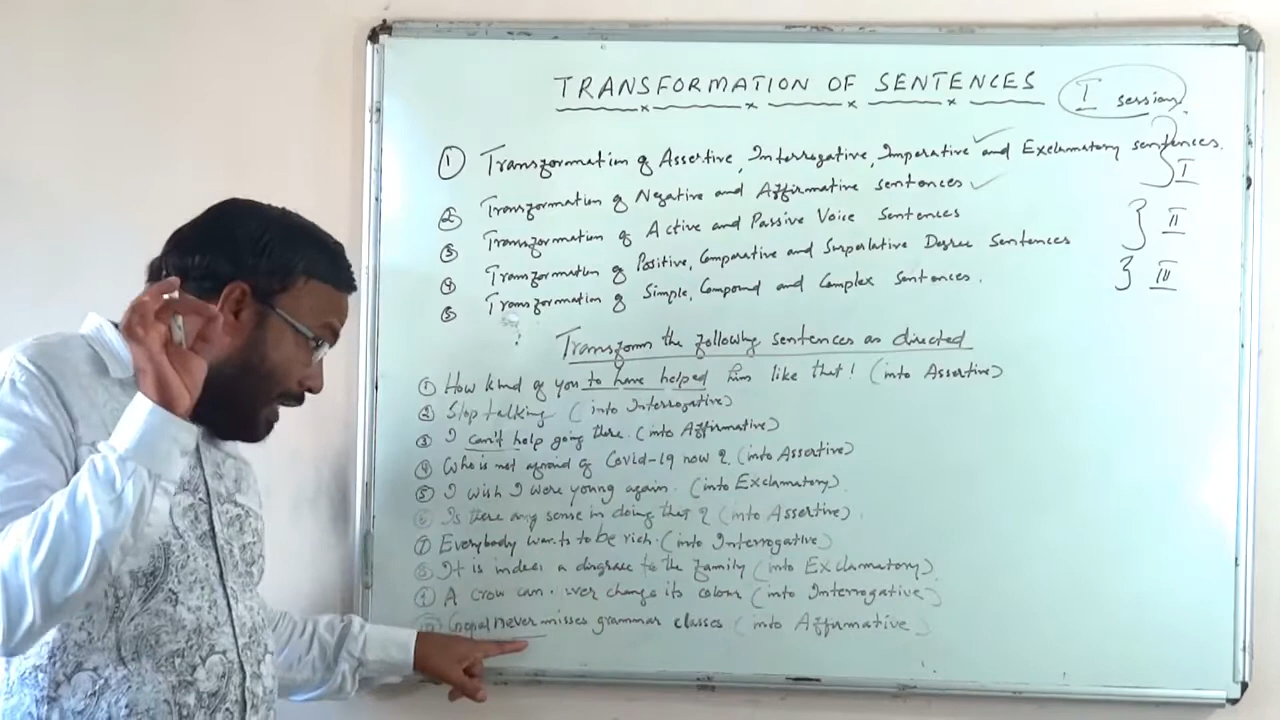 TRANSFORMATION OF SENTENCES I session
① Transformation of Assertive, Interrogative, Imperative and Exclamatory sentences. I
② Transformation of Negative and Affirmative sentences
③ Transformation of Active and Passive Voice Sentences II
④ Transformation of Positive, Comparative and Surpalative Degree Sentences
⑤ Transformation of Simple, Compound and Complex Sentences. III
Transform the following sentences as directed
① How kind of you to have helped him like that! (into Assertive)
② Stop talking (into Interrogative)
③ I can't help going there. (into Affirmative)
④ Who is not afraid of Covid-19 now? (into Assertive)
⑤ I wish I were young again. (into Exclamatory)
⑥ Is there any sense in doing that? (into Assertive)
⑦ Everybody wants to be rich. (into Interrogative)
⑧ It is a disgrace to the family (into Exclamatory)
⑨ A crow can change its colour (into Interrogative)
⑩ Gopal never misses grammar classes (into Affirmative)